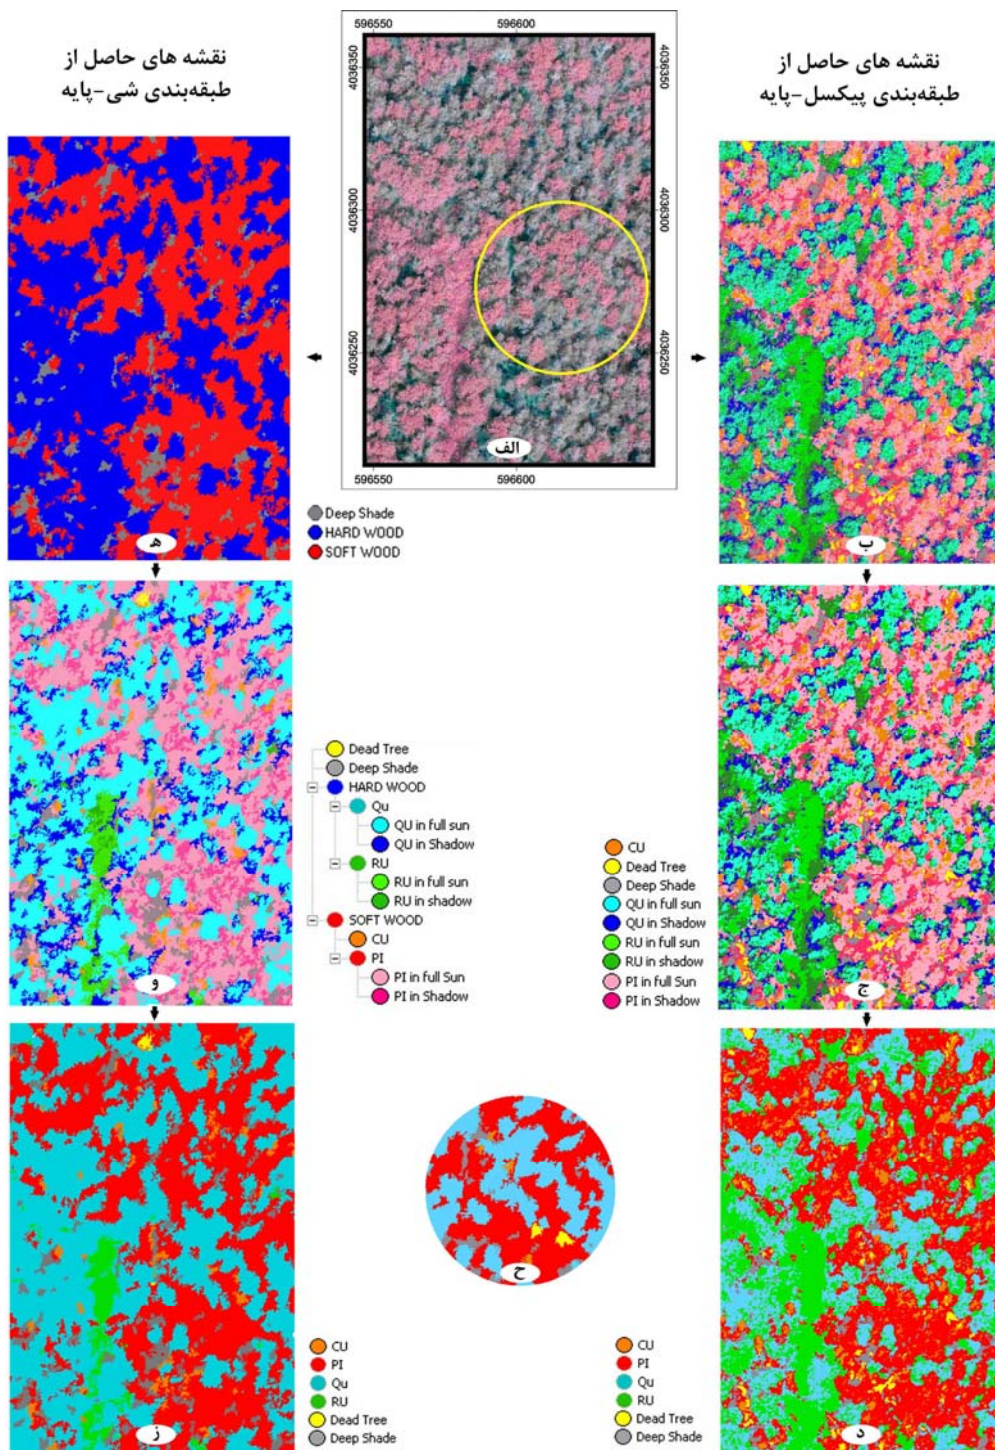 نقشه های حاصل از
طبقه‌بندی پیکسل-پایه
نقشه های حاصل از
طبقه‌بندی شی-پایه
596550
596600
4036350
4036350
4036300
4036300
4036250
4036250
الف
596550
596600
ب
ه
Deep Shade
HARD WOOD
SOFT WOOD
ج
و
Dead Tree
Deep Shade
HARD WOOD
Qu
QU in full sun
QU in Shadow
RU
RU in full sun
RU in shadow
SOFT WOOD
CU
PI
PI in full Sun
PI in Shadow
CU
Dead Tree
Deep Shade
QU in full sun
QU in Shadow
RU in full sun
RU in shadow
PI in full Sun
PI in Shadow
د
ح
ز
CU
PI
Qu
RU
Dead Tree
Deep Shade
CU
PI
Qu
RU
Dead Tree
Deep Shade